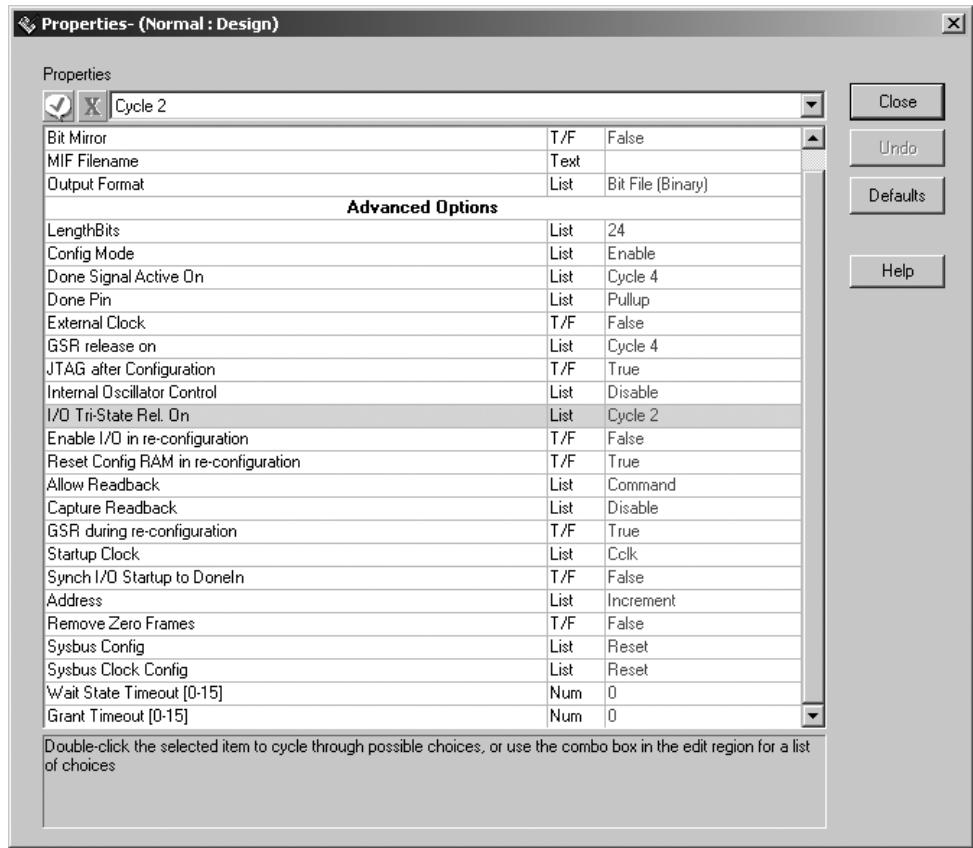 Properties- (Normal : Design)
Properties
X Cycle 2
Close
Bit Mirror T/F False
Undo
MIF Filename Text
Output Format List Bit File (Binary)
Defaults
Advanced Options
LengthBits List 24
Config Mode List Enable
Help
Done Signal Active On List Cycle 4
Done Pin List Pullup
External Clock T/F False
GSR release on List Cycle 4
JTAG after Configuration T/F True
Internal Oscillator Control List Disable
I/O Tri-State Rel. On List Cycle 2
Enable I/O in re-configuration T/F False
Reset Config RAM in re-configuration T/F True
Allow Readback List Command
Capture Readback List Disable
GSR during re-configuration T/F True
Startup Clock List Cclk
Synch I/O Startup to DoneIn T/F False
Address List Increment
Remove Zero Frames T/F False
Sysbus Config List Reset
Sysbus Clock Config List Reset
Wait State Timeout [0-15] Num 0
Grant Timeout [0-15] Num 0
Double-click the selected item to cycle through possible choices, or use the combo box in the edit region for a list
of choices